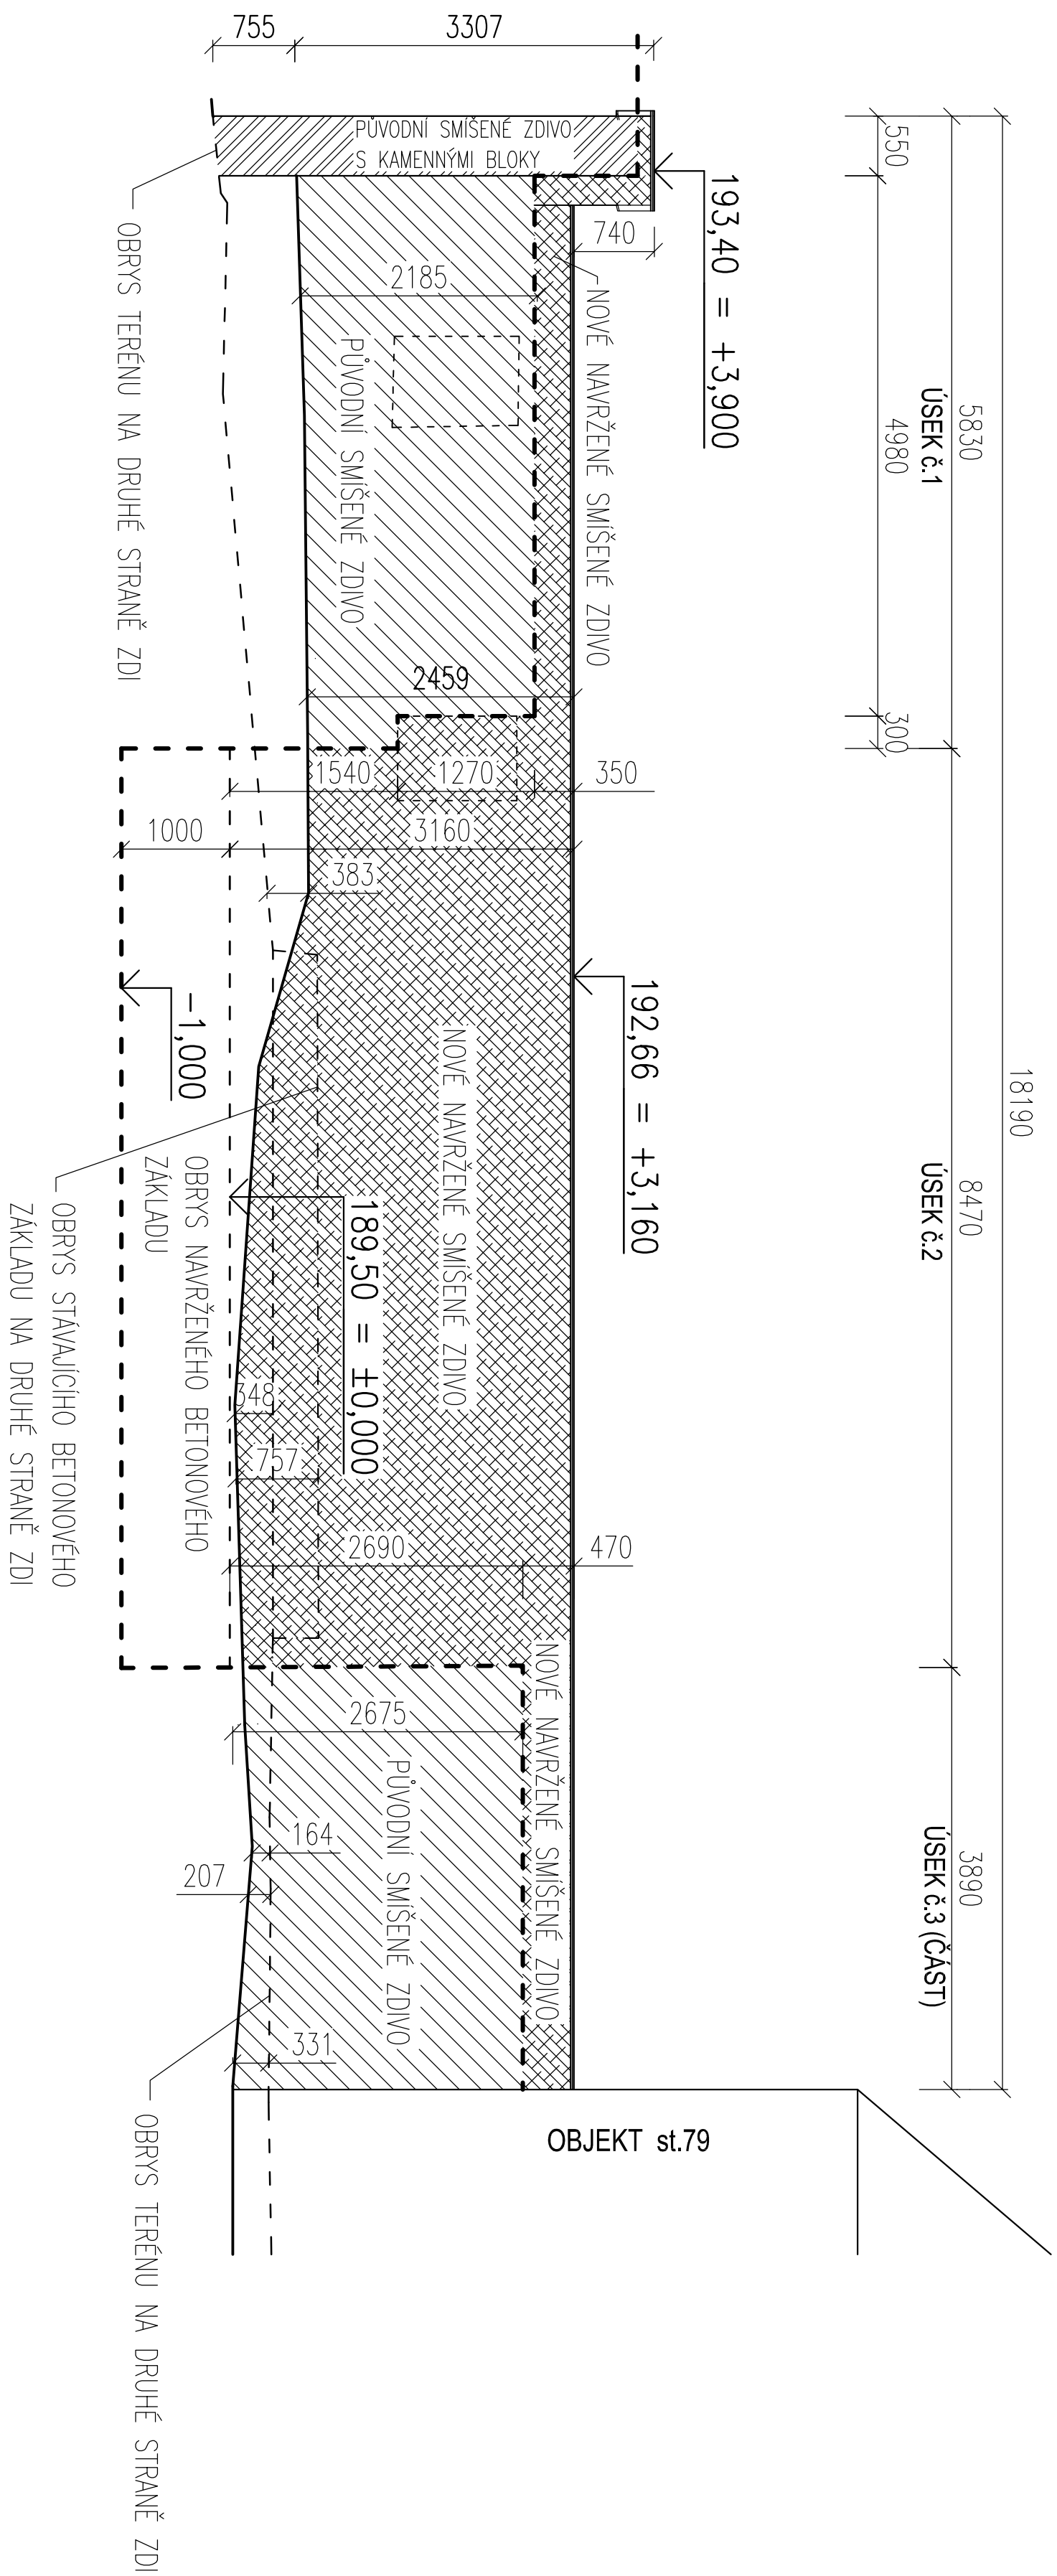 18190
5830
8470
3890
ÚSEK č.1
ÚSEK č.2
ÚSEK č.3 (ČÁST)
550
4980
300
193,40 = +3,900
192,66 = +3,160
189,50 = ±0,000
-1,000
3307
755
740
PŮVODNÍ SMÍŠENÉ ZDIVO
S KAMENNÝMI BLOKY
NOVÉ NAVRŽENÉ SMÍŠENÉ ZDIVO
2185
PŮVODNÍ SMÍŠENÉ ZDIVO
2459
350
1270
1540
3160
1000
383
NOVÉ NAVRŽENÉ SMÍŠENÉ ZDIVO
348
757
470
2690
NOVÉ NAVRŽENÉ SMÍŠENÉ ZDIVO
2675
PŮVODNÍ SMÍŠENÉ ZDIVO
164
207
331
OBJEKT st.79
OBRYS TERÉNU NA DRUHÉ STRANĚ ZDI
OBRYS NAVRŽENÉHO BETONOVÉHO
ZÁKLADU
OBRYS STÁVAJÍCÍHO BETONOVÉHO
ZÁKLADU NA DRUHÉ STRANĚ ZDI
OBRYS TERÉNU NA DRUHÉ STRANĚ ZDI